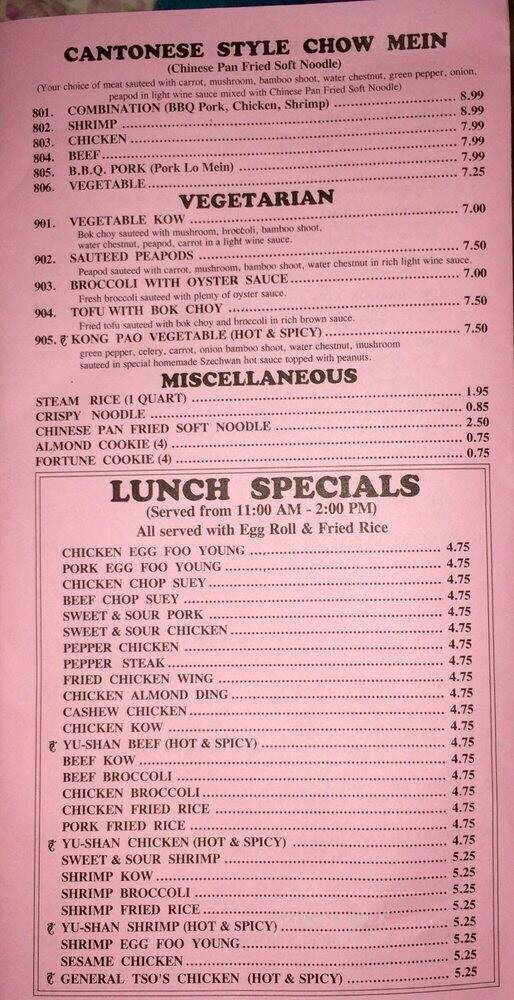 CANTONESE STYLE CHOW MEIN
(Chinese Pan Fried Soft Noodle)
(Your choice of meat sauteed with carrot, mushroom, bamboo shoot, water chestnut, green pepper, onion,
peapod in light wine sauce mixed with Chinese Pan Fried Soft Noodle)
801. COMBINATION (BBQ Pork, Chicken, Shrimp) 8.99
802. SHRIMP 8.99
803. CHICKEN 7.99
804. BEEF 7.99
805. B.B.Q. PORK (Pork Lo Mein) 7.99
806. VEGETABLE 7.25
VEGETARIAN
901. VEGETABLE KOW 7.00
Bok choy sauteed with mushroom, broccoli, bamboo shoot,
water chestnut, peapod, carrot in a light wine sauce.
902. SAUTEED PEAPODS 7.50
Peapod sauteed with carrot, mushroom, bamboo shoot, water chestnut in rich light wine sauce.
903. BROCCOLI WITH OYSTER SAUCE 7.00
Fresh broccoli sauteed with plenty of oyster sauce.
904. TOFU WITH BOK CHOY 7.50
Fried tofu sauteed with bok choy and broccoli in rich brown sauce.
905. KONG PAO VEGETABLE (HOT & SPICY) 7.50
green pepper, celery, carrot, onion bamboo shoot, water chestnut, mushroom
sauteed in special homemade Szechwan hot sauce topped with peanuts.
MISCELLANEOUS
STEAM RICE (1 QUART) 1.95
CRISPY NOODLE 0.85
CHINESE PAN FRIED SOFT NOODLE 2.50
ALMOND COOKIE (4) 0.75
FORTUNE COOKIE (4) 0.75
LUNCH SPECIALS
(Served from 11:00 AM - 2:00 PM)
All served with Egg Roll & Fried Rice
CHICKEN EGG FOO YOUNG 4.75
PORK EGG FOO YOUNG 4.75
CHICKEN CHOP SUEY 4.75
BEEF CHOP SUEY 4.75
SWEET & SOUR PORK 4.75
SWEET & SOUR CHICKEN 4.75
PEPPER CHICKEN 4.75
PEPPER STEAK 4.75
FRIED CHICKEN WING 4.75
CHICKEN ALMOND DING 4.75
CASHEW CHICKEN 4.75
CHICKEN KOW 4.75
YU-SHAN BEEF (HOT & SPICY) 4.75
BEEF KOW 4.75
BEEF BROCCOLI 4.75
CHICKEN BROCCOLI 4.75
CHICKEN FRIED RICE 4.75
PORK FRIED RICE 4.75
YU-SHAN CHICKEN (HOT & SPICY) 4.75
SWEET & SOUR SHRIMP 5.25
SHRIMP KOW 5.25
SHRIMP BROCCOLI 5.25
SHRIMP FRIED RICE 5.25
YU-SHAN SHRIMP (HOT & SPICY) 5.25
SHRIMP EGG FOO YOUNG 5.25
SESAME CHICKEN 5.25
GENERAL TSO'S CHICKEN (HOT & SPICY) 5.25